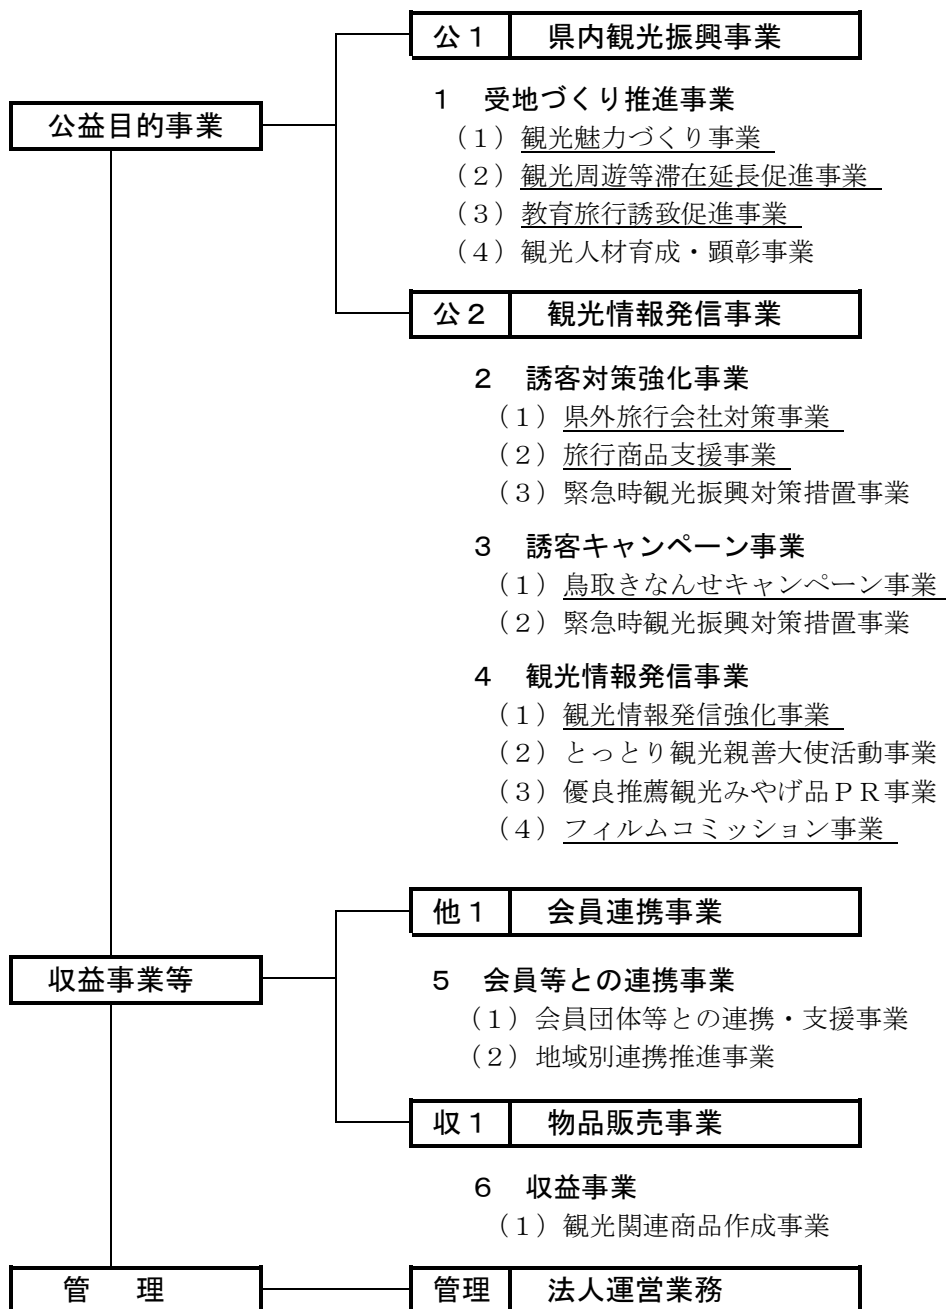 公1 県内観光振興事業
1 受地づくり推進事業
公益目的事業
(1)観光魅力づくり事業
(2)観光周遊等滞在延長促進事業
(3)教育旅行誘致促進事業
(4)観光人材育成・顕彰事業
公2 観光情報発信事業
2 誘客対策強化事業
(1)県外旅行会社対策事業
(2)旅行商品支援事業
(3)緊急時観光振興対策措置事業
3 誘客キャンペーン事業
(1)鳥取きなんせキャンペーン事業
(2)緊急時観光振興対策措置事業
4 観光情報発信事業
(1)観光情報発信強化事業
(2)とっとり観光親善大使活動事業
(3)優良推薦観光みやげ品PR事業
(4)フィルムコミッション事業
他1 会員連携事業
収益事業等
5 会員等との連携事業
(1)会員団体等との連携・支援事業
(2)地域別連携推進事業
収1 物品販売事業
6 収益事業
(1)観光関連商品作成事業
管 理
管理 法人運営業務